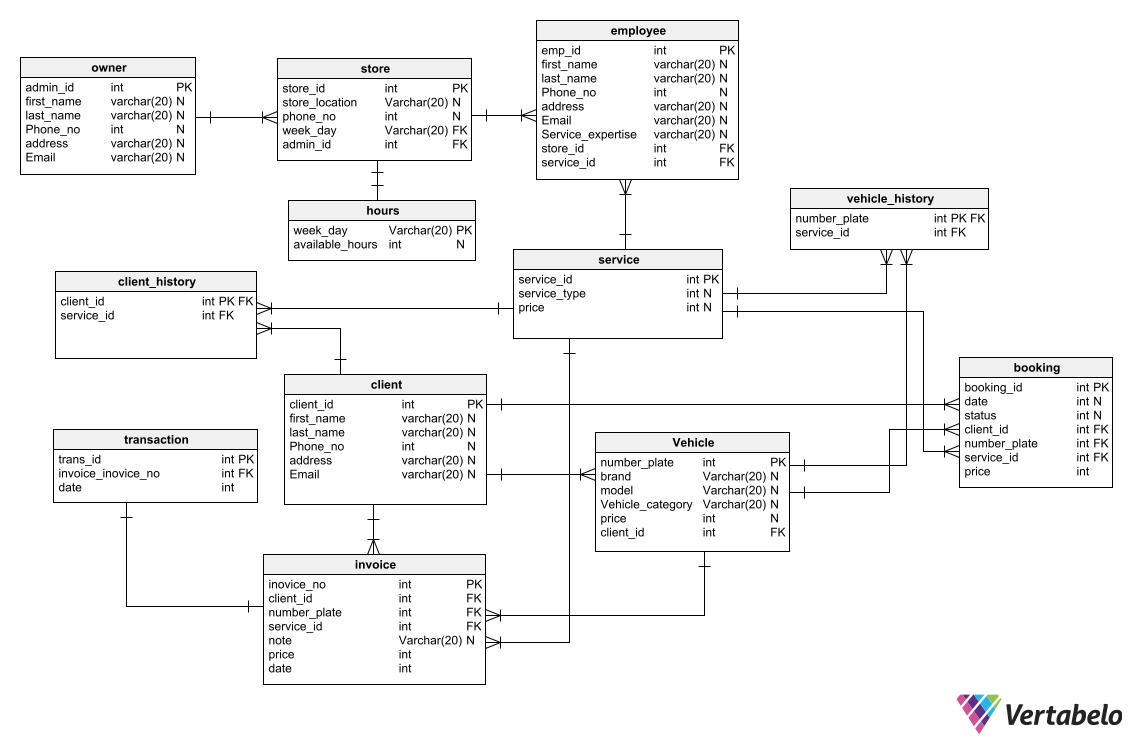 owner
admin_id int PK
first_name varchar(20) N
last_name varchar(20) N
Phone_no int N
address varchar(20) N
Email varchar(20) N
store
store_id int PK
store_location Varchar(20) N
phone_no int N
week_day Varchar(20) FK
admin_id int FK
employee
emp_id int PK
first_name varchar(20) N
last_name varchar(20) N
Phone_no int N
address varchar(20) N
Email varchar(20) N
Service_expertise varchar(20) N
store_id int FK
service_id int FK
hours
week_day Varchar(20) PK
available_hours int N
vehicle_history
number_plate int PK FK
service_id int FK
client_history
client_id int PK FK
service_id int FK
service
service_id int PK
service_type int N
price int N
client
client_id int PK
first_name varchar(20) N
last_name varchar(20) N
Phone_no int N
address varchar(20) N
Email varchar(20) N
booking
booking_id int PK
date int N
status int N
client_id int FK
number_plate int FK
service_id int FK
price int
transaction
trans_id int PK
invoice_inovice_no int FK
date int
Vehicle
number_plate int PK
brand Varchar(20) N
model Varchar(20) N
Vehicle_category Varchar(20) N
price int N
client_id int FK
invoice
inovice_no int PK
client_id int FK
number_plate int FK
service_id int FK
note Varchar(20) N
price int
date int
Vertabelo